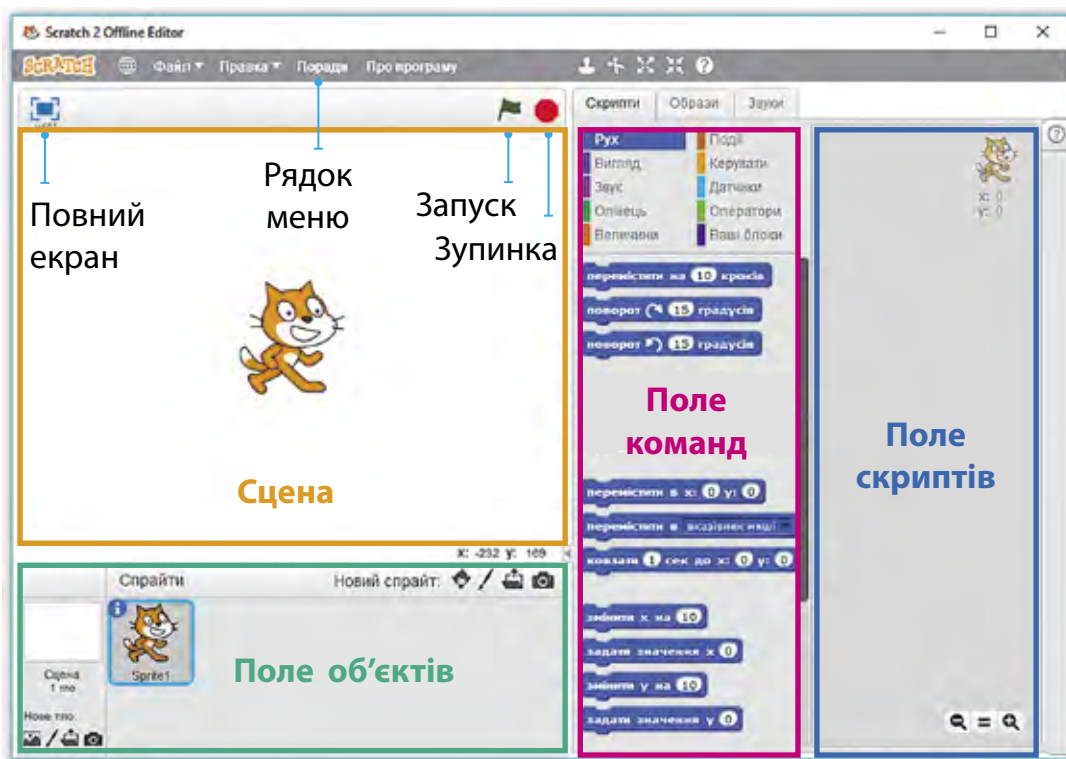 Scratch 2 Offline Editor
SCRATCH Файл Правка Поради Про програму
Повний
екран
Рядок
меню
Запуск
Зупинка
Сцена
x: -232 y: 169
Спрайти Новий спрайт:
Сцена
1 тло
Нове тло
Sprite1
Поле об’єктів
Скрипти Образи Звуки
Рух Події
Вигляд Керувати
Звук Датчики
Олівець Оператори
Величини Ваші блоки
перемістити на 10 кроків
поворот 15 градусів
поворот 15 градусів
Поле
команд
перемістити в x: 0 y: 0
перемістити в вказівник миші
ковзати 1 сек до x: 0 y: 0
змінити x на 10
задати значення x 0
змінити y на 10
задати значення y 0
x: 0
y: 0
Поле
скриптів